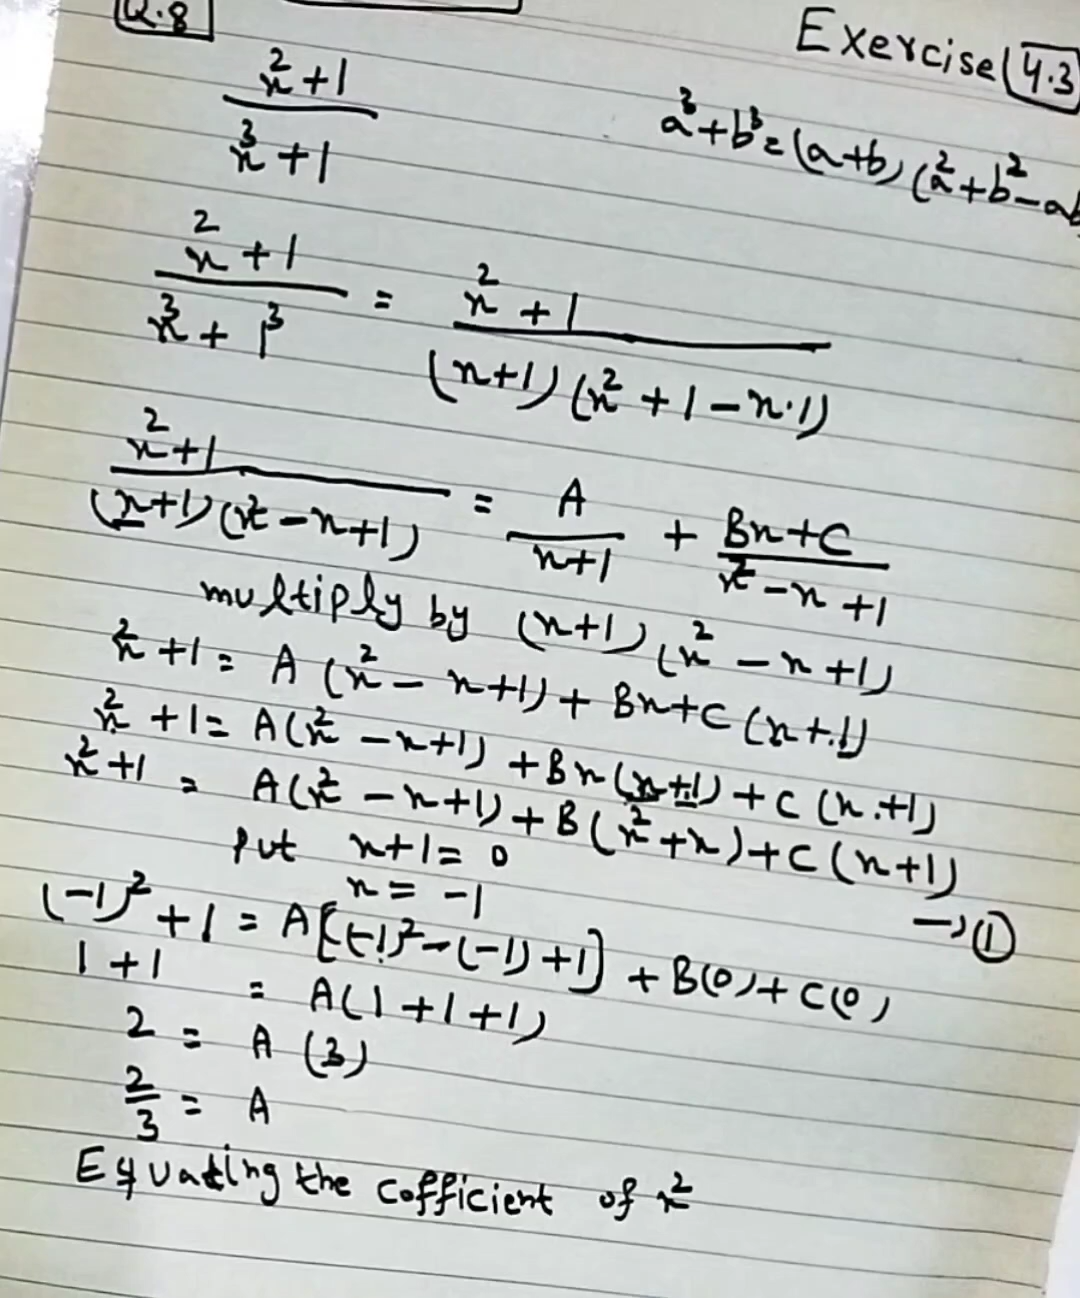 Q.8
Exercise 4.3
x²+1
x³+1
a³+b³=(a+b)(a²+b²-ab
x²+1 / x³+1³ = x²+1 / (x+1)(x²+1-x·1)
x²+1 / (x+1)(x²-x+1) = A / x+1 + Bx+C / x²-x+1
multiply by (x+1)(x²-x+1)
x²+1= A(x²-x+1)+Bx+C(x+1)
x²+1= A(x²-x+1)+Bx(x+1)+C(x+1)
x²+1 = A(x²-x+1)+B(x²+x)+C(x+1)
Put x+1=0 →①
x= -1
(-1)²+1 = A[(-1)²-(-1)+1]+B(0)+C(0)
1+1 = A(1+1+1)
2 = A(3)
2/3 = A
Equating the cofficient of x²